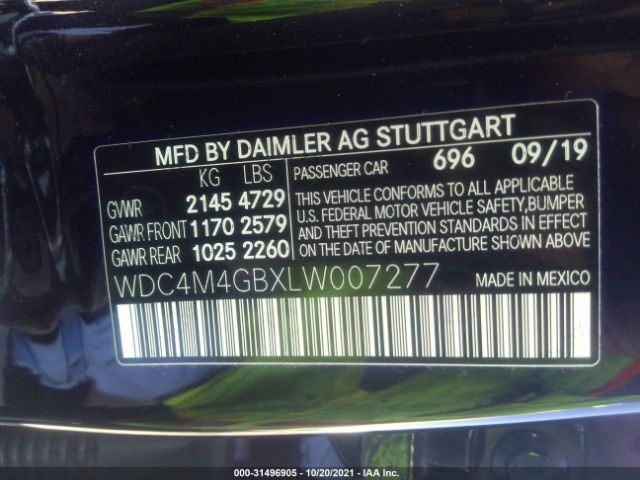 MFD BY DAIMLER AG STUTTGART
KG LBS
GVWR 2145 4729
GAWR FRONT 1170 2579
GAWR REAR 1025 2260
PASSENGER CAR 696 09/19
THIS VEHICLE CONFORMS TO ALL APPLICABLE
U.S. FEDERAL MOTOR VEHICLE SAFETY,BUMPER
AND THEFT PREVENTION STANDARDS IN EFFECT
ON THE DATE OF MANUFACTURE SHOWN ABOVE
WDC4M4GBXLW007277 MADE IN MEXICO
000-31496905 - 10/20/2021 - IAA Inc.